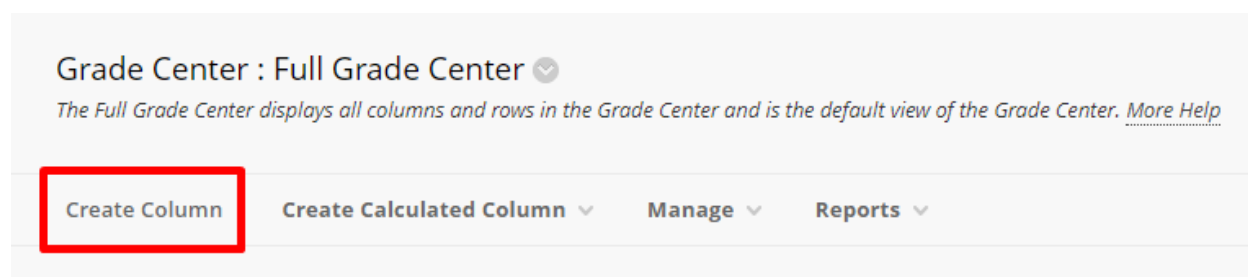 Grade Center : Full Grade Center
The Full Grade Center displays all columns and rows in the Grade Center and is the default view of the Grade Center. More Help
Create Column Create Calculated Column Manage Reports